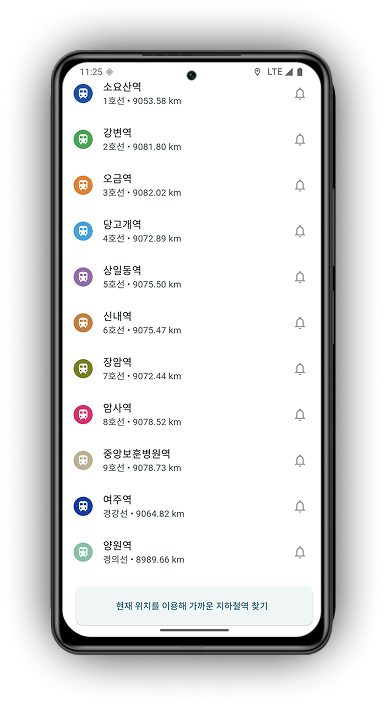 11:25
LTE
소요산역
1호선 • 9053.58 km
강변역
2호선 • 9081.80 km
오금역
3호선 • 9082.02 km
당고개역
4호선 • 9072.89 km
상일동역
5호선 • 9075.50 km
신내역
6호선 • 9075.47 km
장암역
7호선 • 9072.44 km
암사역
8호선 • 9078.52 km
중앙보훈병원역
9호선 • 9078.73 km
여주역
경강선 • 9064.82 km
양원역
경의선 • 8989.66 km
현재 위치를 이용해 가까운 지하철역 찾기